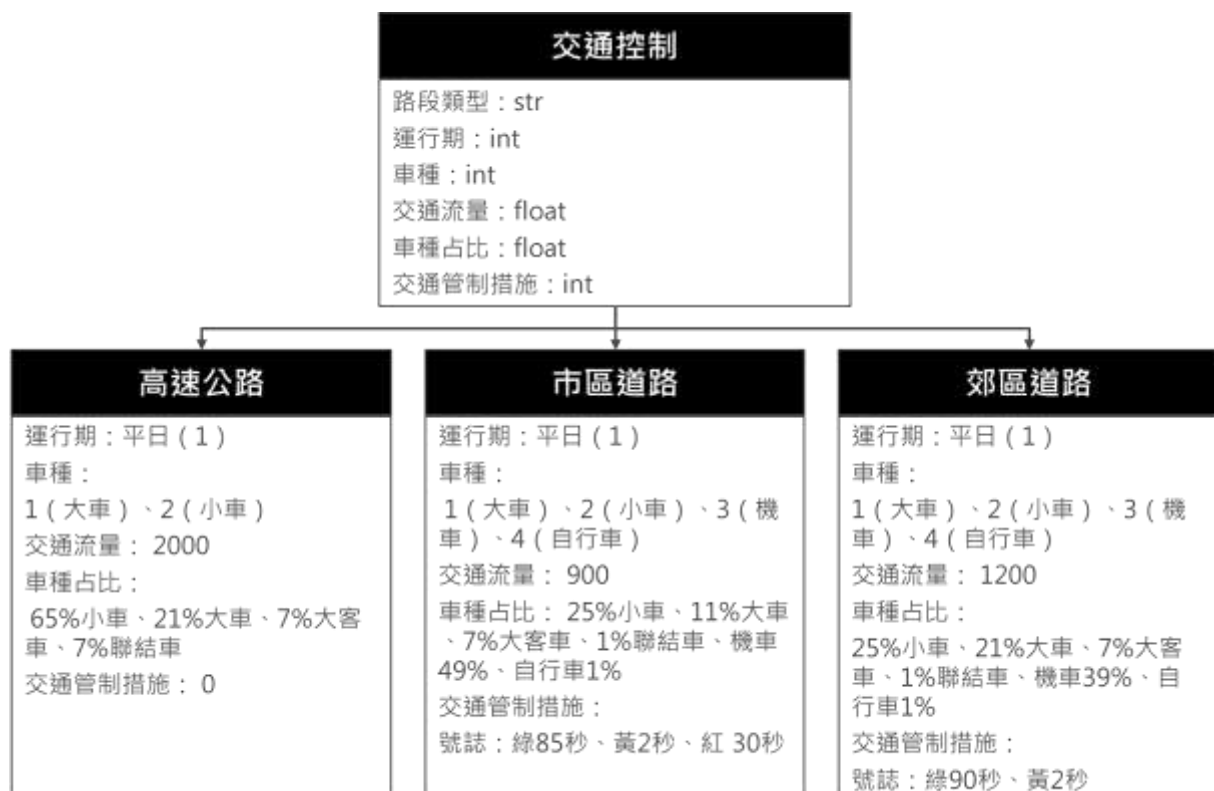 交通控制
路段類型：str
運行期：int
車種：int
交通流量：float
車種占比：float
交通管制措施：int
高速公路
運行期：平日（1）
車種：
1（大車）、2（小車）
交通流量： 2000
車種占比：
65%小車、21%大車、7%大客
車、7%聯結車
交通管制措施： 0
市區道路
運行期：平日（1）
車種：
1（大車）、2（小車）、3（機
車）、4（自行車）
交通流量： 900
車種占比： 25%小車、11%大車
、7%大客車、1%聯結車、機車
49%、自行車1%
交通管制措施：
號誌：綠85秒、黃2秒、紅 30秒
郊區道路
運行期：平日（1）
車種：
1（大車）、2（小車）、3（機
車）、4（自行車）
交通流量： 1200
車種占比：
25%小車、21%大車、7%大客
車、1%聯結車、機車39%、自
行車1%
交通管制措施：
號誌：綠90秒、黃2秒